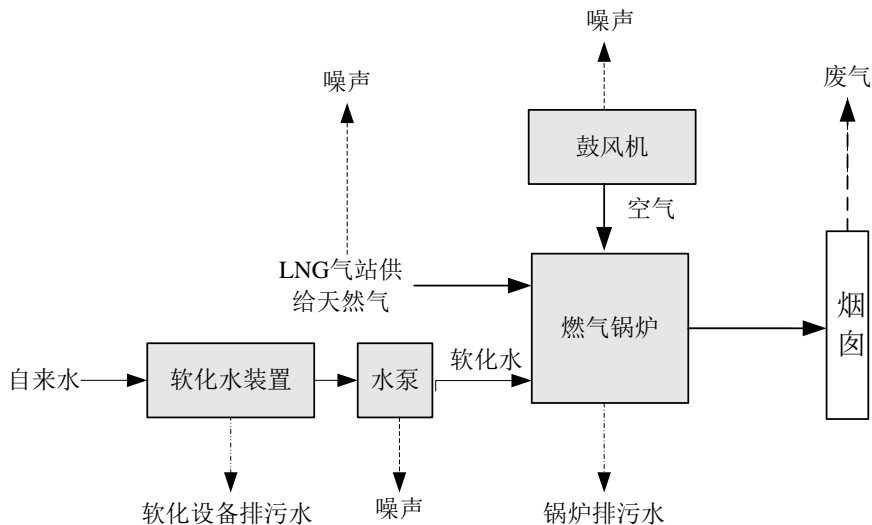 噪声
废气
噪声
鼓风机
空气
LNG气站供
给天然气
燃气锅炉
烟
囱
自来水
软化水装置
水泵
软化水
软化设备排污水
噪声
锅炉排污水